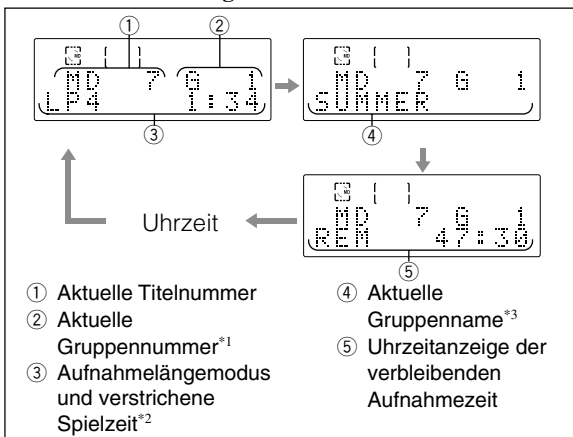 ① ②
MD 7 G 1
LP4 1:34
③
MD 7 G 1
SUMMER
④
MD 7 G 1
REM 47:30
⑤
Uhrzeit
① Aktuelle Titelnummer
② Aktuelle
Gruppennummer*1
③ Aufnahmelängemodus
und verstrichene
Spielzeit*2
④ Aktuelle
Gruppenname*3
⑤ Uhrzeitanzeige der
verbleibenden
Aufnahmezeit